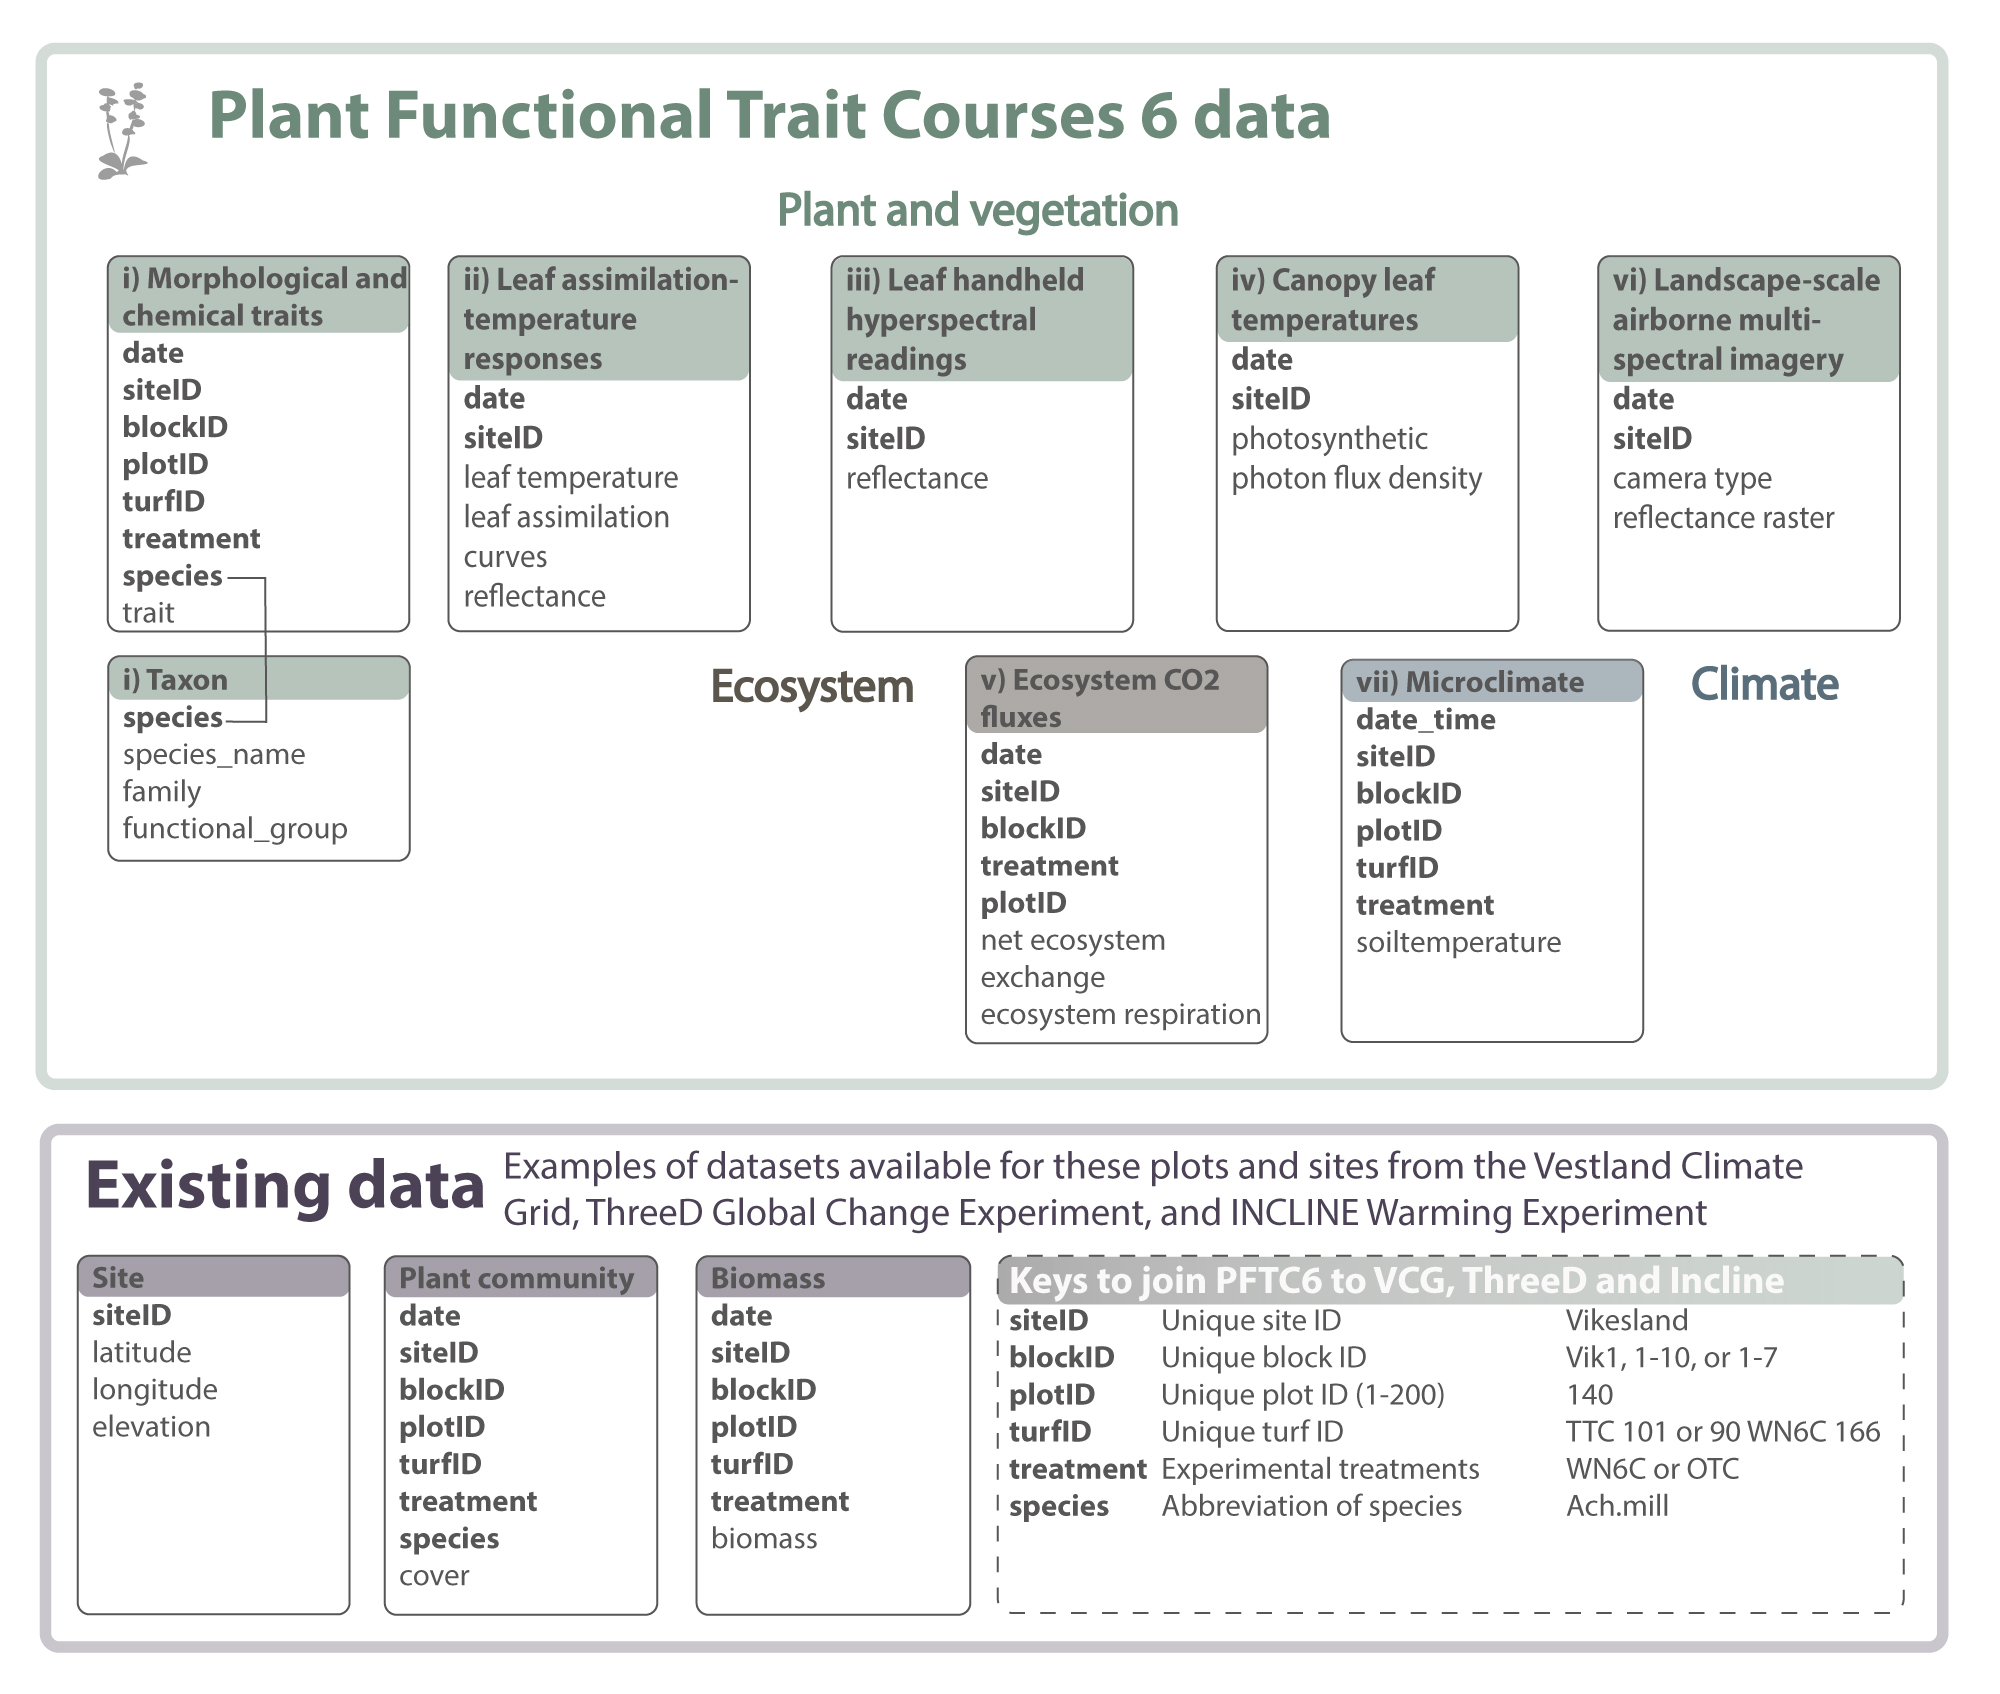 Plant Functional Trait Courses 6 data
Plant and vegetation
i) Morphological and
chemical traits
date
siteID
blockID
plotID
turfID
treatment
species
trait
ii) Leaf assimilation-
temperature
responses
date
siteID
leaf temperature
leaf assimilation
curves
reflectance
iii) Leaf handheld
hyperspectral
readings
date
siteID
reflectance
iv) Canopy leaf
temperatures
date
siteID
photosynthetic
photon flux density
vi) Landscape-scale
airborne multi-
spectral imagery
date
siteID
camera type
reflectance raster
i) Taxon
species
species_name
family
functional_group
Ecosystem
v) Ecosystem CO2
fluxes
date
siteID
blockID
treatment
plotID
net ecosystem
exchange
ecosystem respiration
vii) Microclimate
date_time
siteID
blockID
plotID
turfID
treatment
soiltemperature
Climate
Existing data
Examples of datasets available for these plots and sites from the Vestland Climate
Grid, ThreeD Global Change Experiment, and INCLINE Warming Experiment
Site
siteID
latitude
longitude
elevation
Plant community
date
siteID
blockID
plotID
turfID
treatment
species
cover
Biomass
date
siteID
blockID
plotID
turfID
treatment
biomass
Keys to join PFTC6 to VCG, ThreeD and Incline
siteID Unique site ID Vikesland
blockID Unique block ID Vik1, 1-10, or 1-7
plotID Unique plot ID (1-200) 140
turfID Unique turf ID TTC 101 or 90 WN6C 166
treatment Experimental treatments WN6C or OTC
species Abbreviation of species Ach.mill